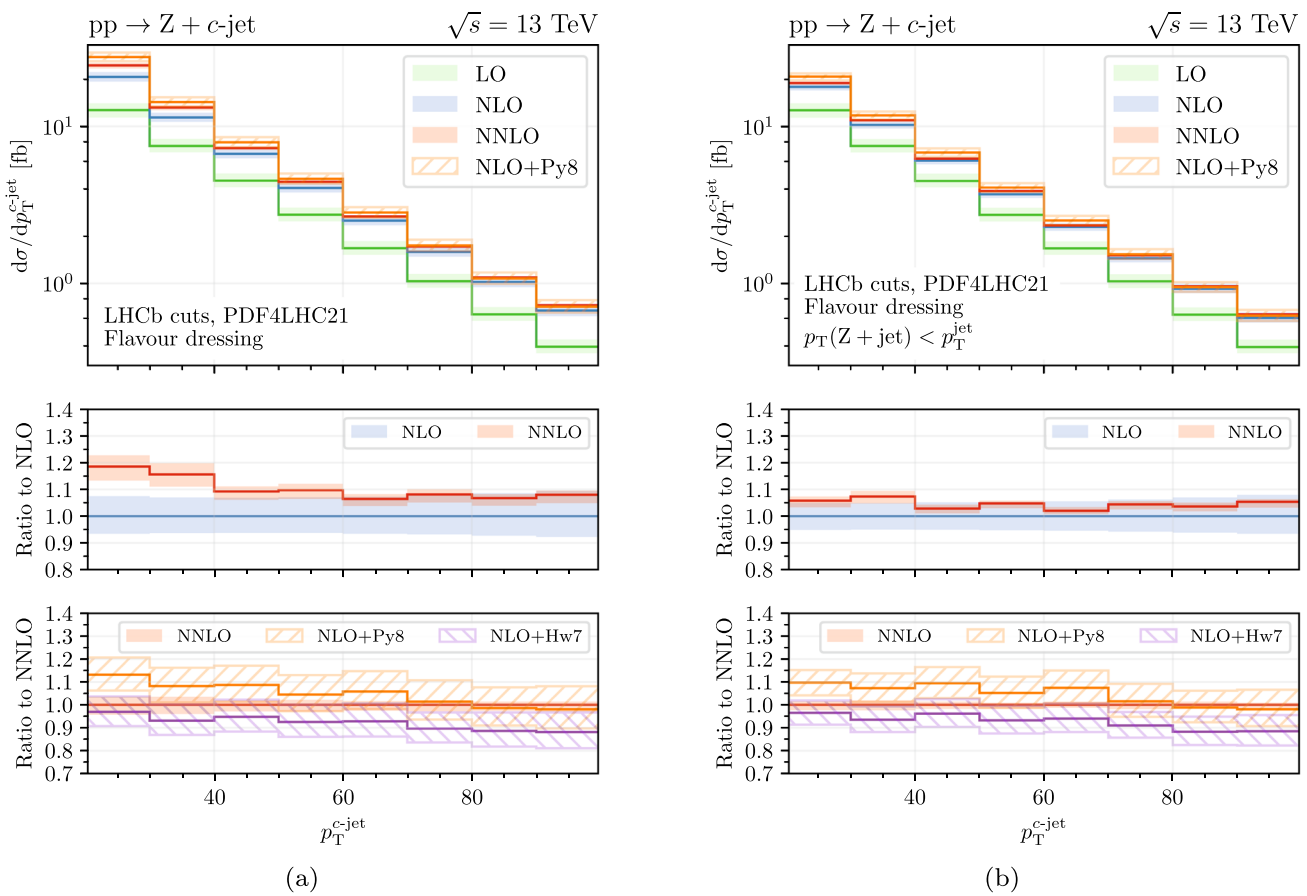 pp → Z + c-jet √s = 13 TeV
LO
NLO
NNLO
NLO+Py8
dσ/dp_T^{c-jet} [fb]
10^1
10^0
LHCb cuts, PDF4LHC21
Flavour dressing
Ratio to NLO
1.4
1.3
1.2
1.1
1.0
0.9
0.8
NLO NNLO
Ratio to NNLO
1.4
1.3
1.2
1.1
1.0
0.9
0.8
0.7
NNLO NLO+Py8 NLO+Hw7
40 60 80
p_T^{c-jet}
(a)
pp → Z + c-jet √s = 13 TeV
LO
NLO
NNLO
NLO+Py8
dσ/dp_T^{c-jet} [fb]
10^1
10^0
LHCb cuts, PDF4LHC21
Flavour dressing
p_T(Z + jet) < p_T^{jet}
Ratio to NLO
1.4
1.3
1.2
1.1
1.0
0.9
0.8
NLO NNLO
Ratio to NNLO
1.4
1.3
1.2
1.1
1.0
0.9
0.8
0.7
NNLO NLO+Py8 NLO+Hw7
40 60 80
p_T^{c-jet}
(b)